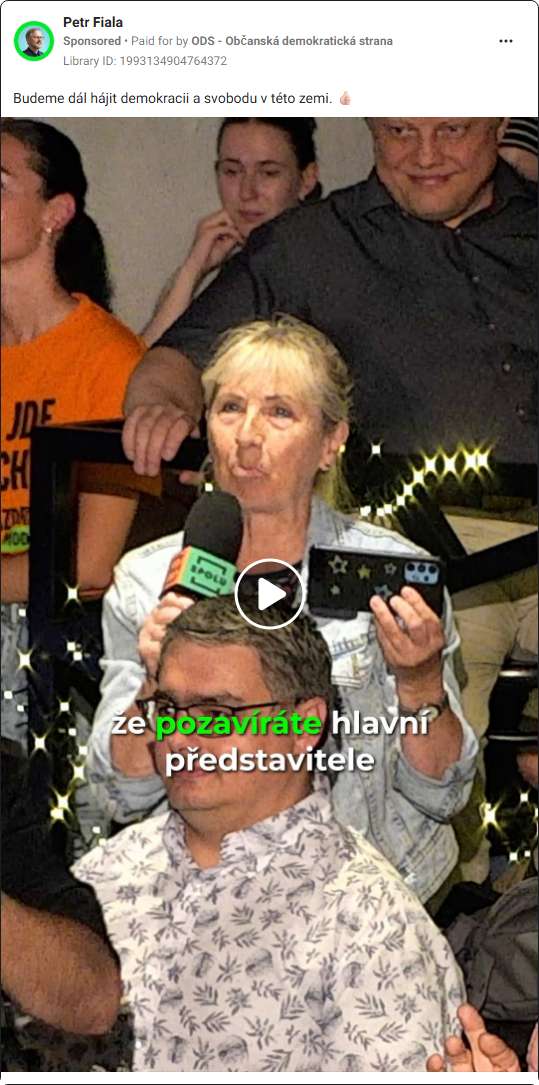 Petr Fiala
Sponsored • Paid for by ODS - Občanská demokratická strana
Library ID: 1993134904764372
Budeme dál hájit demokracii a svobodu v této zemi. 👍🏻
JDE
SPOLU
že pozavíráte hlavní
představitele